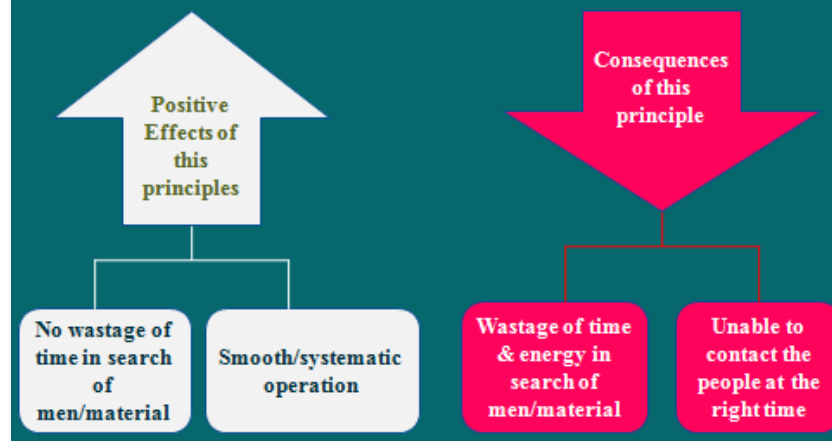 Positive
Effects of
this
principles
No wastage of
time in search
of
men/material
Smooth/systematic
operation
Consequences
of this
principle
Wastage of time
& energy in
search of
men/material
Unable to
contact the
people at the
right time